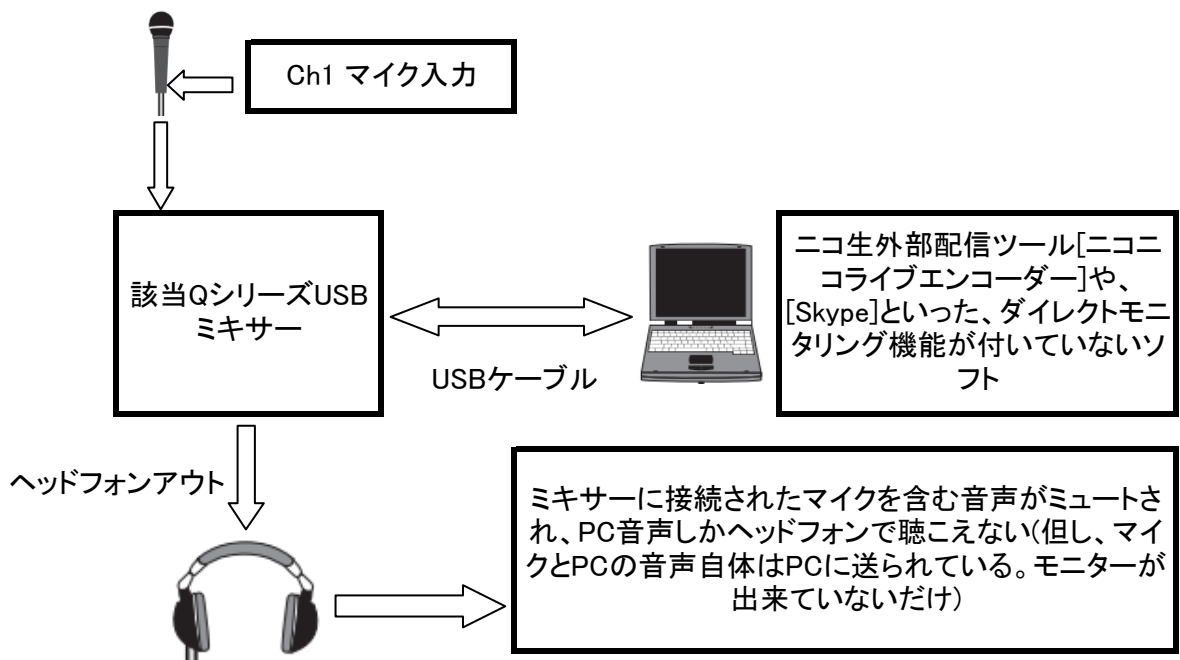 Ch1 マイク入力
該当QシリーズUSB
ミキサー
USBケーブル
ニコ生外部配信ツール[ニコニ
コライブエンコーダー]や、
[Skype]といった、ダイレクトモニ
タリング機能が付いていないソ
フト
ヘッドフォンアウト
ミキサーに接続されたマイクを含む音声がミュートさ
れ、PC音声しかヘッドフォンで聴こえない(但し、マイ
クとPCの音声自体はPCに送られている。モニターが
出来ていないだけ)